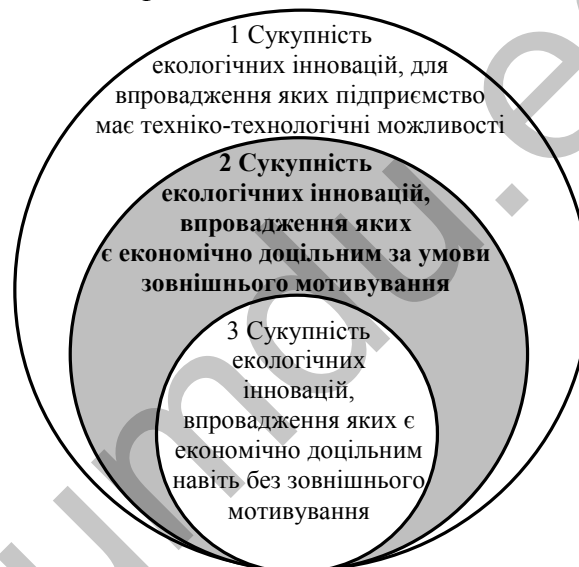 1 Сукупність
екологічних інновацій, для
впровадження яких підприємство
має техніко-технологічні можливості
2 Сукупність
екологічних інновацій,
впровадження яких
є економічно доцільним за умови
зовнішнього мотивування
3 Сукупність
екологічних
інновацій,
впровадження яких є
економічно доцільним
навіть без зовнішнього
мотивування